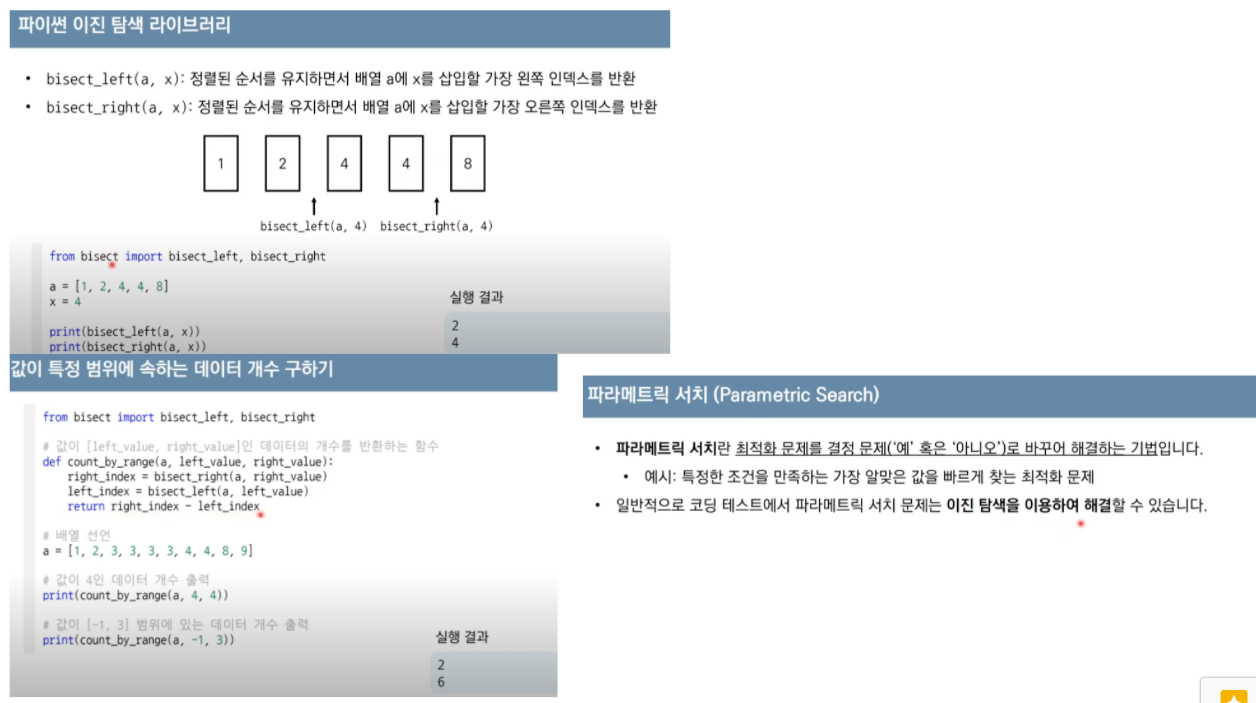 파이썬 이진 탐색 라이브러리
• bisect_left(a, x): 정렬된 순서를 유지하면서 배열 a에 x를 삽입할 가장 왼쪽 인덱스를 반환
• bisect_right(a, x): 정렬된 순서를 유지하면서 배열 a에 x를 삽입할 가장 오른쪽 인덱스를 반환
1 2 4 4 8
bisect_left(a, 4) bisect_right(a, 4)
from bisect import bisect_left, bisect_right
a = [1, 2, 4, 4, 8]
x = 4
print(bisect_left(a, x))
print(bisect_right(a, x))
실행 결과
2
4
값이 특정 범위에 속하는 데이터 개수 구하기
from bisect import bisect_left, bisect_right
# 값이 [left_value, right_value]인 데이터의 개수를 반환하는 함수
def count_by_range(a, left_value, right_value):
right_index = bisect_right(a, right_value)
left_index = bisect_left(a, left_value)
return right_index - left_index
# 배열 선언
a = [1, 2, 3, 3, 3, 3, 4, 4, 8, 9]
# 값이 4인 데이터 개수 출력
print(count_by_range(a, 4, 4))
# 값이 [-1, 3] 범위에 있는 데이터 개수 출력
print(count_by_range(a, -1, 3))
실행 결과
2
6
파라메트릭 서치 (Parametric Search)
• 파라메트릭 서치란 최적화 문제를 결정 문제('예' 혹은 '아니오')로 바꾸어 해결하는 기법입니다.
• 예시: 특정한 조건을 만족하는 가장 알맞은 값을 빠르게 찾는 최적화 문제
• 일반적으로 코딩 테스트에서 파라메트릭 서치 문제는 이진 탐색을 이용하여 해결할 수 있습니다.